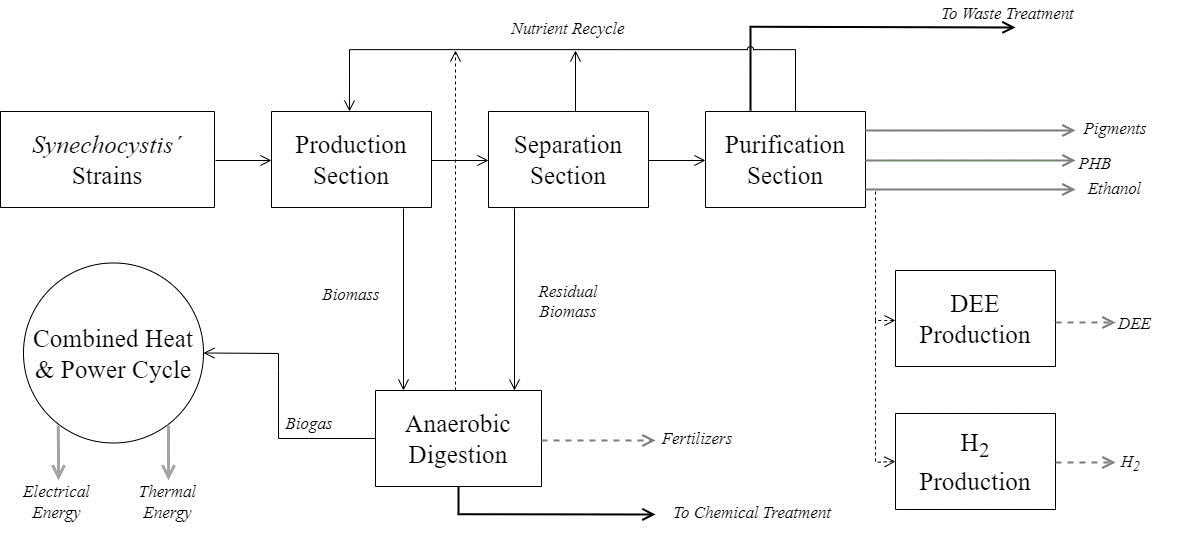 To Waste Treatment
Nutrient Recycle
Synechocystis´
Strains
Production
Section
Separation
Section
Purification
Section
Pigments
PHB
Ethanol
Biomass
Residual
Biomass
DEE
Production
DEE
Combined Heat
& Power Cycle
Biogas
Anaerobic
Digestion
Fertilizers
H2
Production
H2
Electrical
Energy
Thermal
Energy
To Chemical Treatment